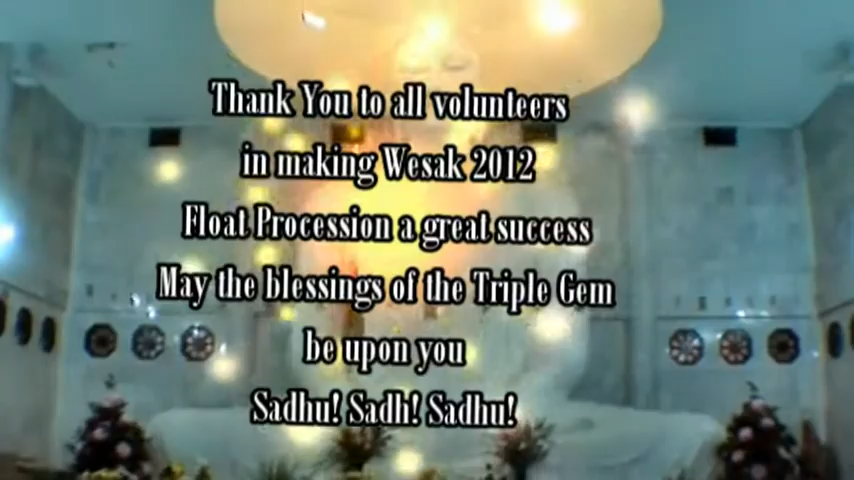 Thank You to all volunteers
in making Wesak 2012
Float Procession a great success
May the blessings of the Triple Gem
be upon you
Sadhu! Sadh! Sadhu!